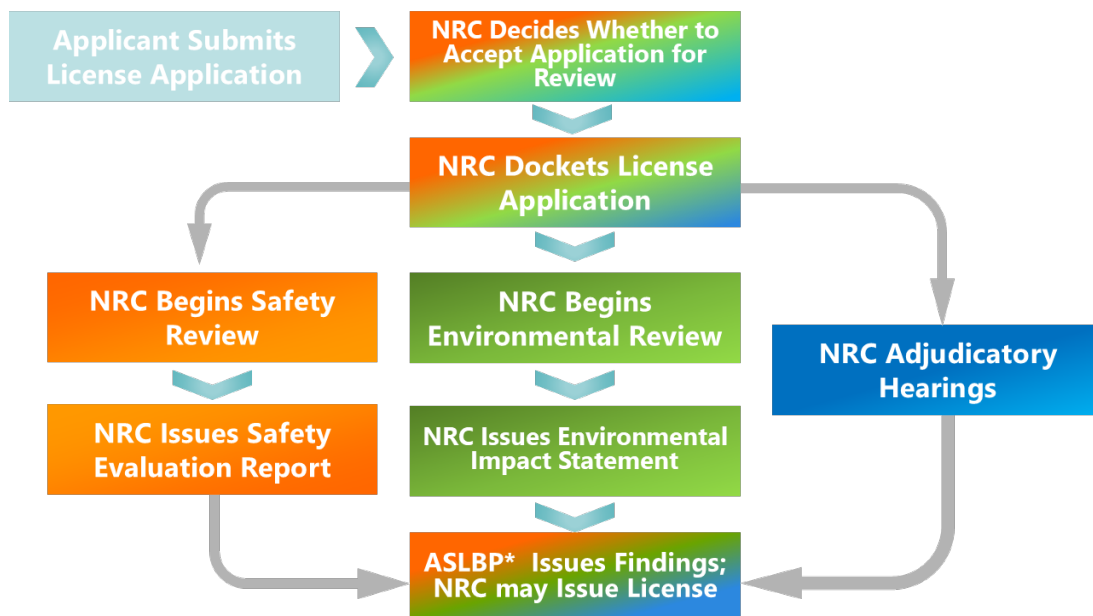 Applicant Submits
License Application
NRC Decides Whether to
Accept Application for
Review
NRC Dockets License
Application
NRC Begins Safety
Review
NRC Begins
Environmental Review
NRC Adjudicatory
Hearings
NRC Issues Safety
Evaluation Report
NRC Issues Environmental
Impact Statement
ASLBP* Issues Findings;
NRC may Issue License